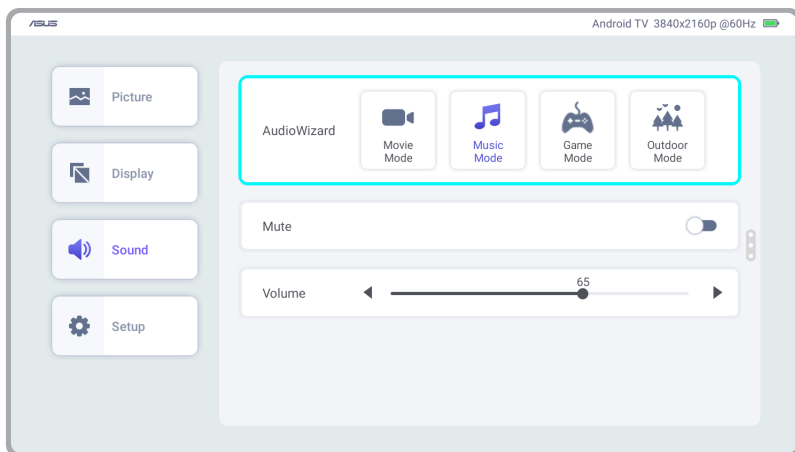 ASUS
Android TV 3840x2160p @60Hz
Picture
Display
Sound
Setup
AudioWizard
Movie
Mode
Music
Mode
Game
Mode
Outdoor
Mode
Mute
Volume
65